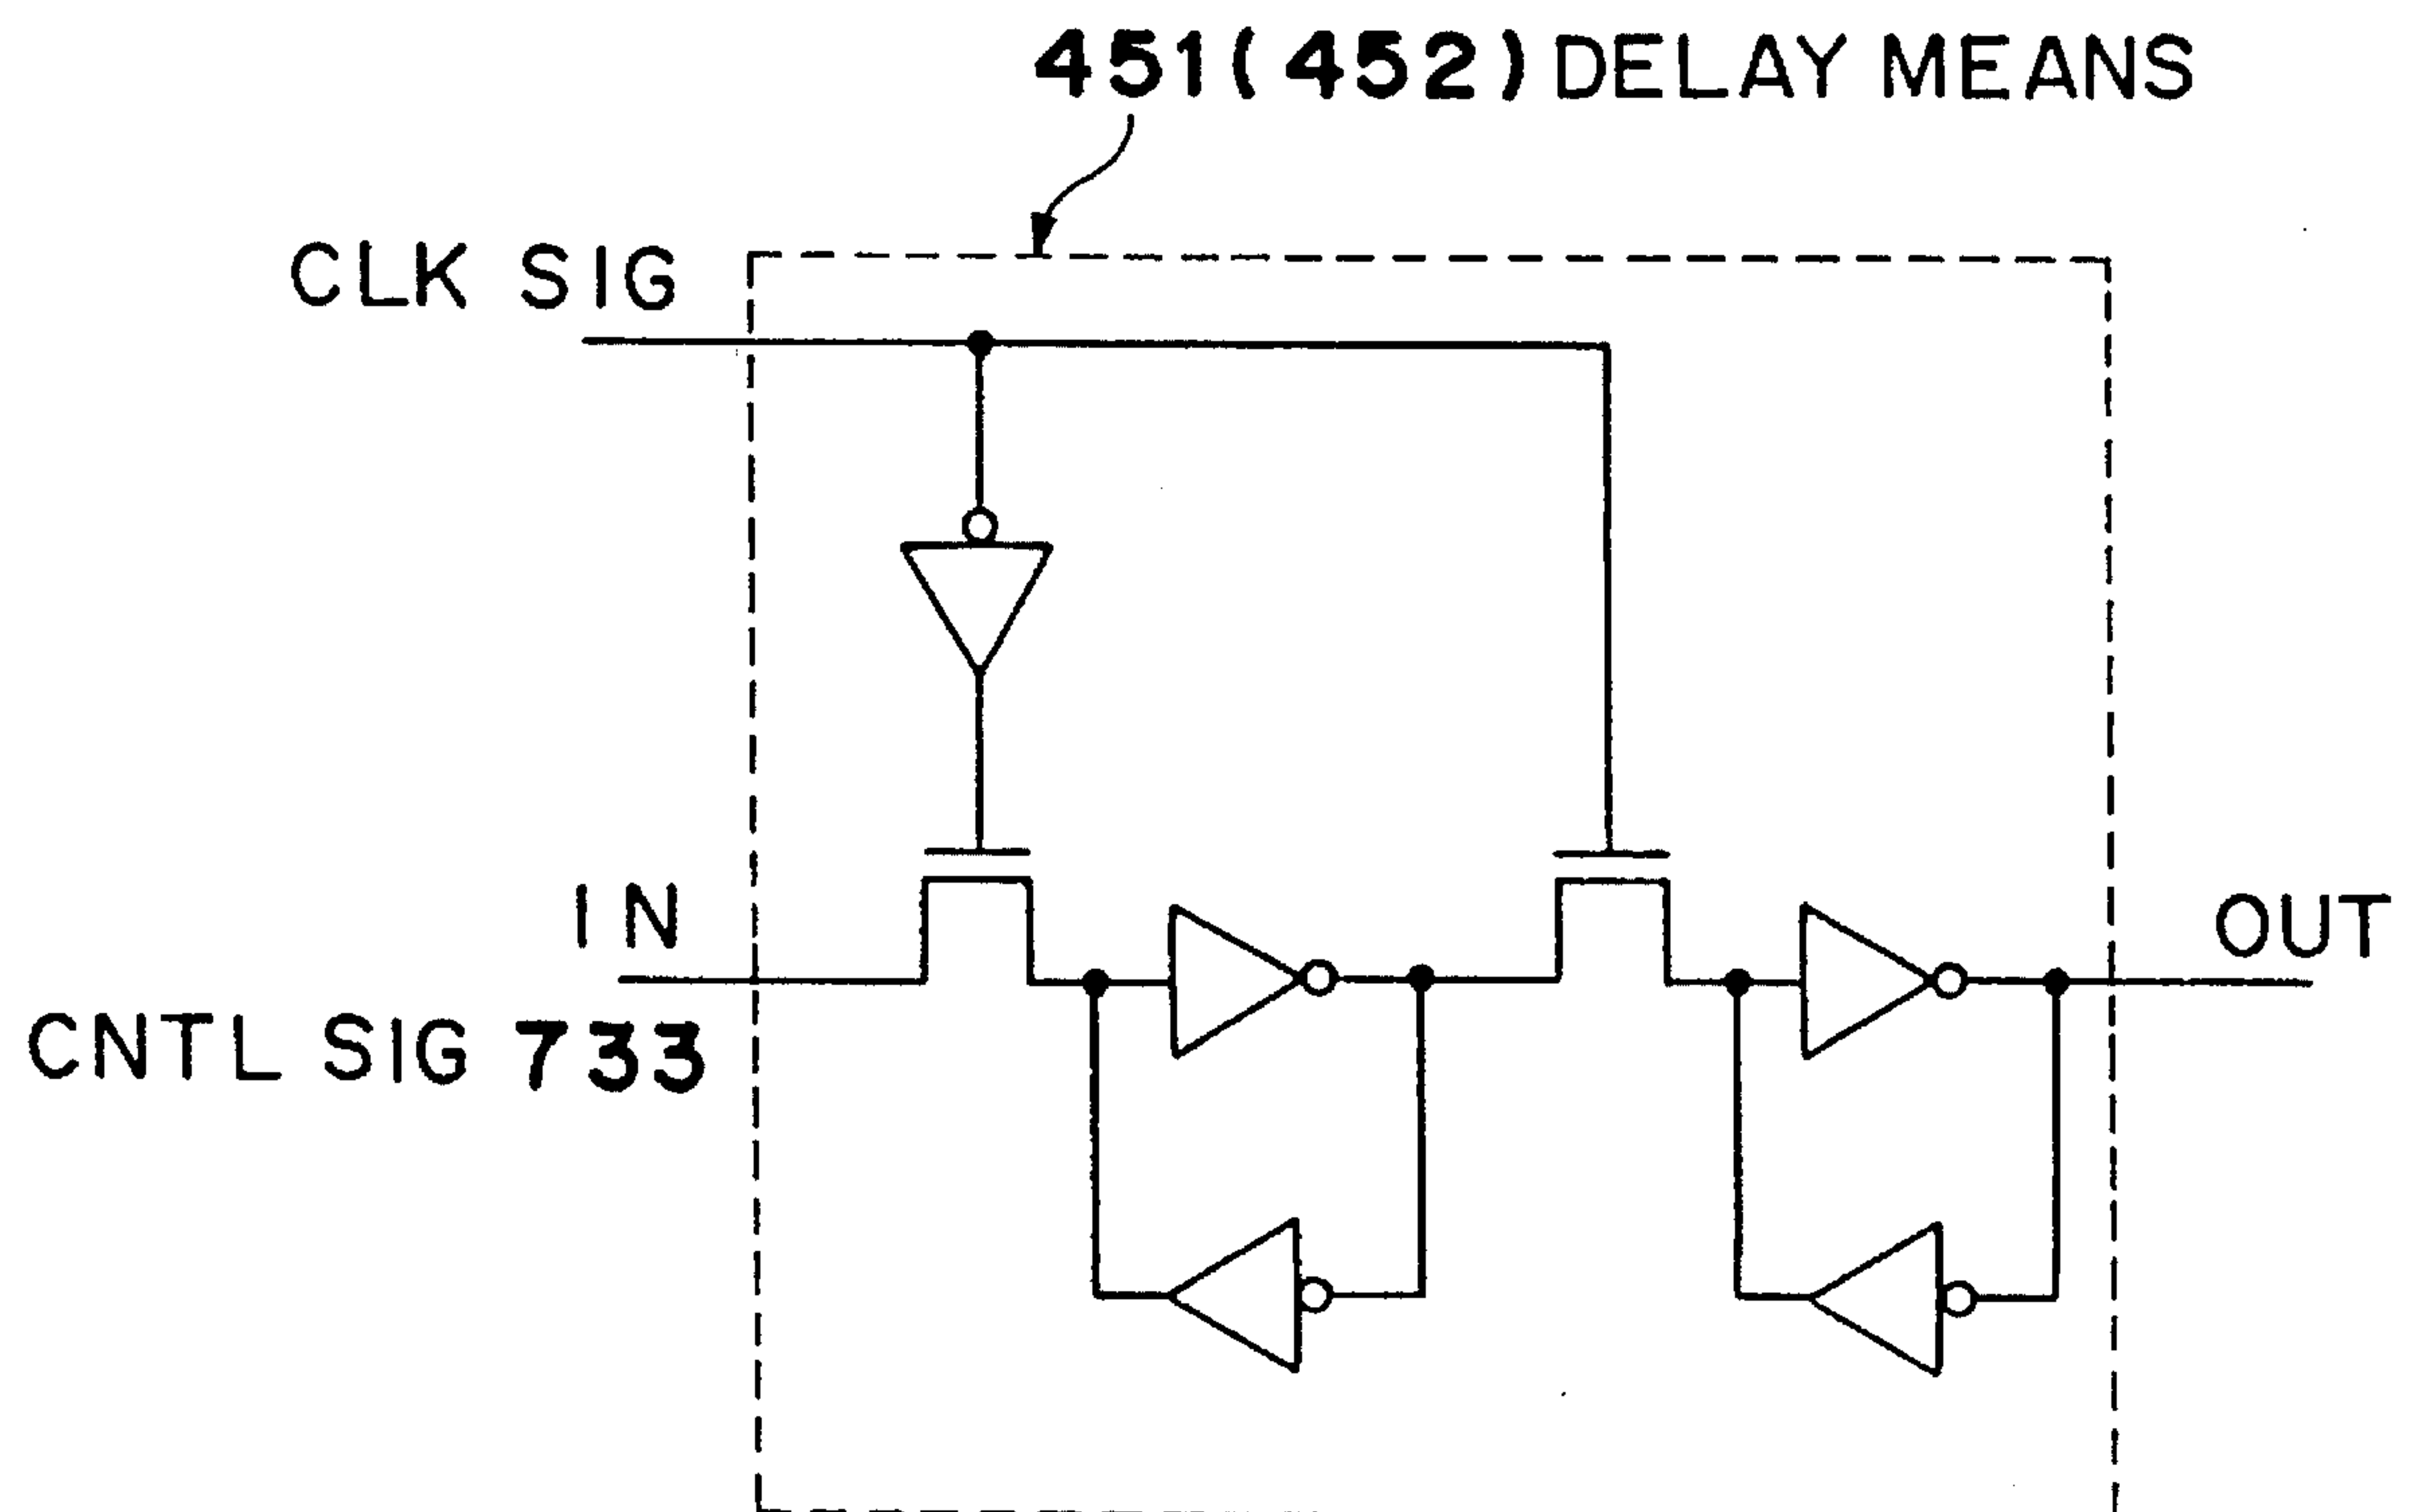 451(452) DELAY MEANS
CLK SIG
IN
OUT
CNTL SIG 733